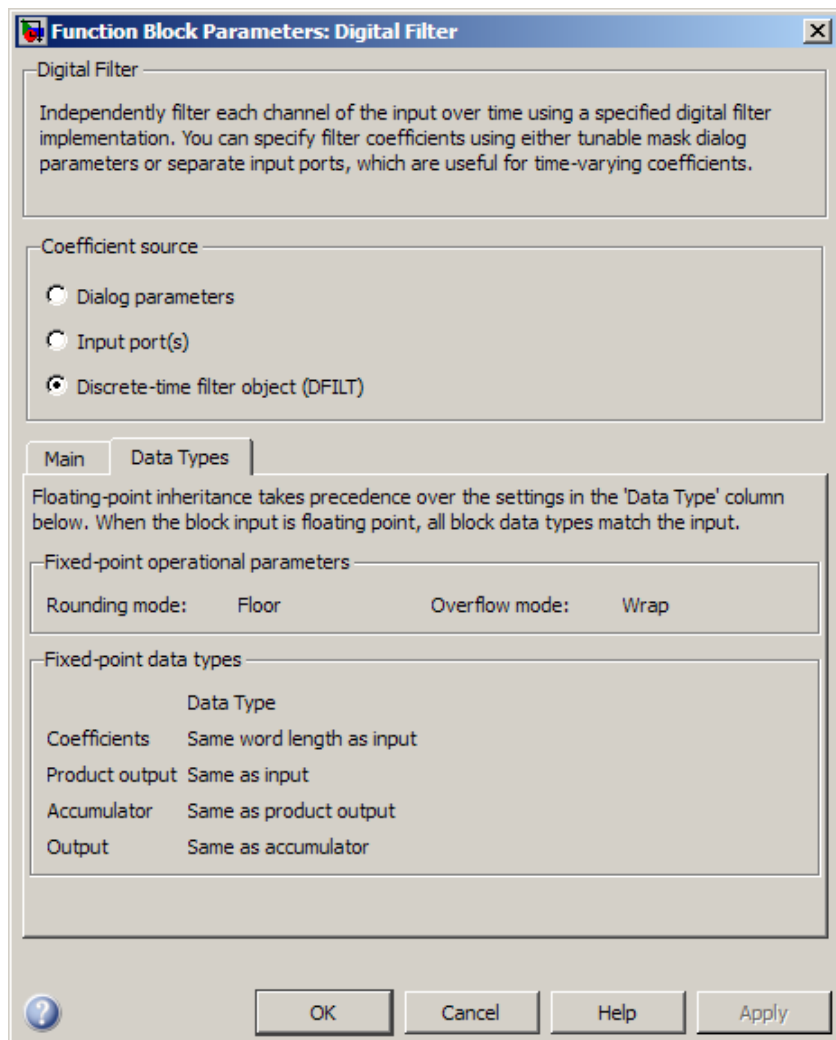 Function Block Parameters: Digital Filter
Digital Filter
Independently filter each channel of the input over time using a specified digital filter
implementation. You can specify filter coefficients using either tunable mask dialog
parameters or separate input ports, which are useful for time-varying coefficients.
Coefficient source
Dialog parameters
Input port(s)
Discrete-time filter object (DFILT)
Main Data Types
Floating-point inheritance takes precedence over the settings in the 'Data Type' column
below. When the block input is floating point, all block data types match the input.
Fixed-point operational parameters
Rounding mode: Floor Overflow mode: Wrap
Fixed-point data types
Data Type
Coefficients Same word length as input
Product output Same as input
Accumulator Same as product output
Output Same as accumulator
OK Cancel Help Apply